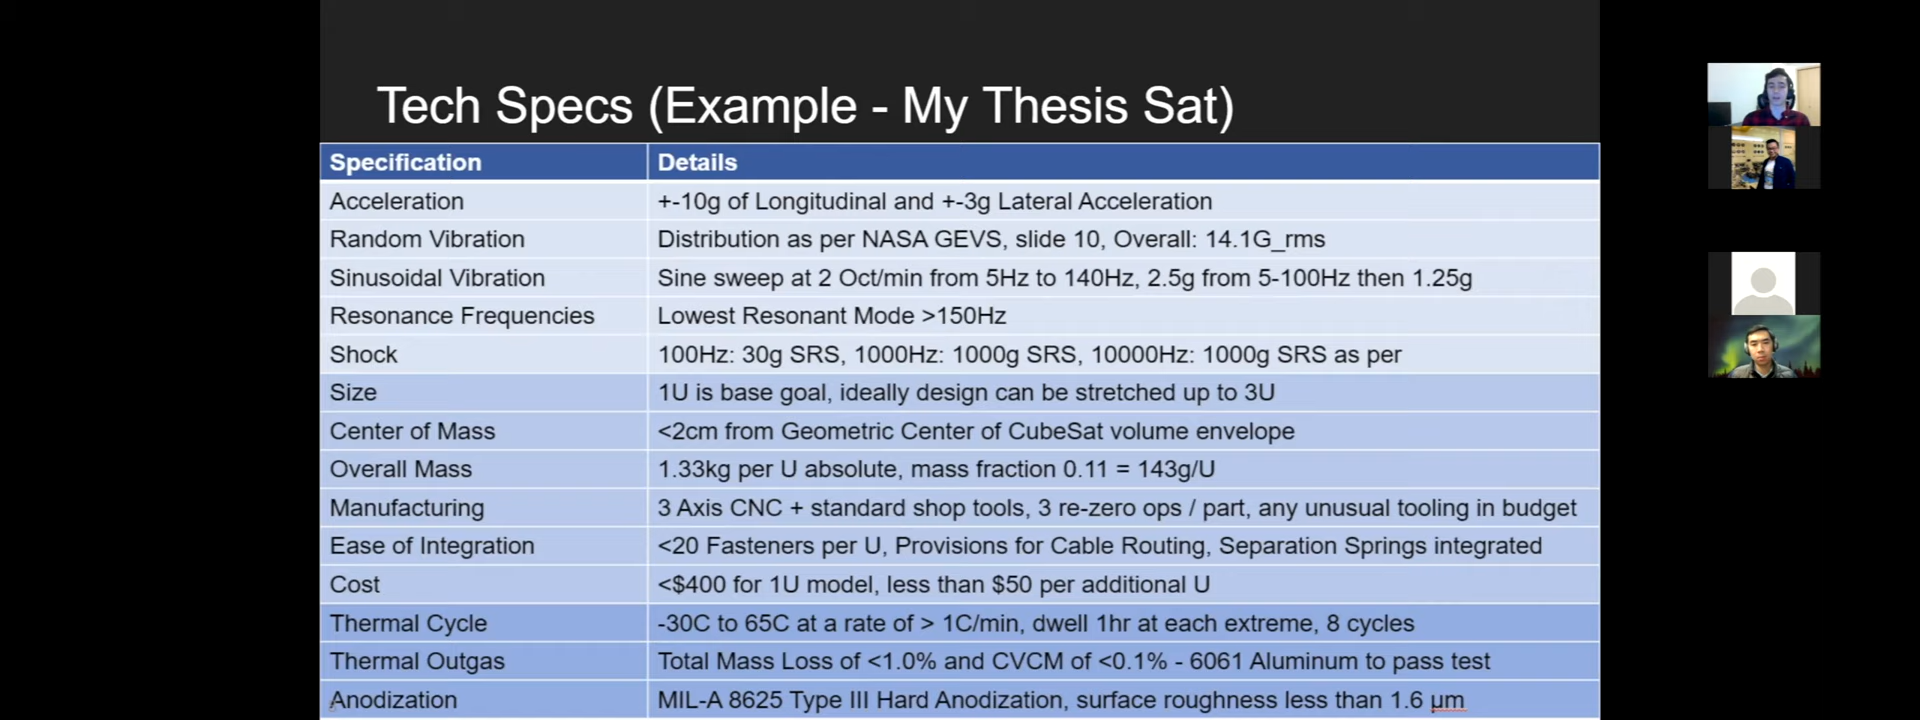 Tech Specs (Example - My Thesis Sat)
Specification Details
Acceleration +-10g of Longitudinal and +-3g Lateral Acceleration
Random Vibration Distribution as per NASA GEVS, slide 10, Overall: 14.1G_rms
Sinusoidal Vibration Sine sweep at 2 Oct/min from 5Hz to 140Hz, 2.5g from 5-100Hz then 1.25g
Resonance Frequencies Lowest Resonant Mode >150Hz
Shock 100Hz: 30g SRS, 1000Hz: 1000g SRS, 10000Hz: 1000g SRS as per
Size 1U is base goal, ideally design can be stretched up to 3U
Center of Mass <2cm from Geometric Center of CubeSat volume envelope
Overall Mass 1.33kg per U absolute, mass fraction 0.11 = 143g/U
Manufacturing 3 Axis CNC + standard shop tools, 3 re-zero ops / part, any unusual tooling in budget
Ease of Integration <20 Fasteners per U, Provisions for Cable Routing, Separation Springs integrated
Cost <$400 for 1U model, less than $50 per additional U
Thermal Cycle -30C to 65C at a rate of > 1C/min, dwell 1hr at each extreme, 8 cycles
Thermal Outgas Total Mass Loss of <1.0% and CVCM of <0.1% - 6061 Aluminum to pass test
Anodization MIL-A 8625 Type III Hard Anodization, surface roughness less than 1.6 µm